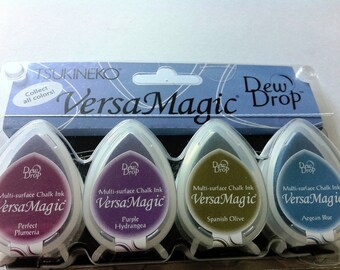 TSUKINEKO®
Collect
all colors!
VersaMagic®
Dew
Drop
Dew
Drop
Multi-surface Chalk Ink
VersaMagic®
Perfect
Plumeria
Dew
Drop
Multi-surface Chalk Ink
VersaMagic®
Purple
Hydrangea
Dew
Drop
Multi-surface Chalk Ink
VersaMagic®
Spanish Olive
Dew
Drop
Multi-surface Chalk Ink
VersaMagic®
Aegean Blue